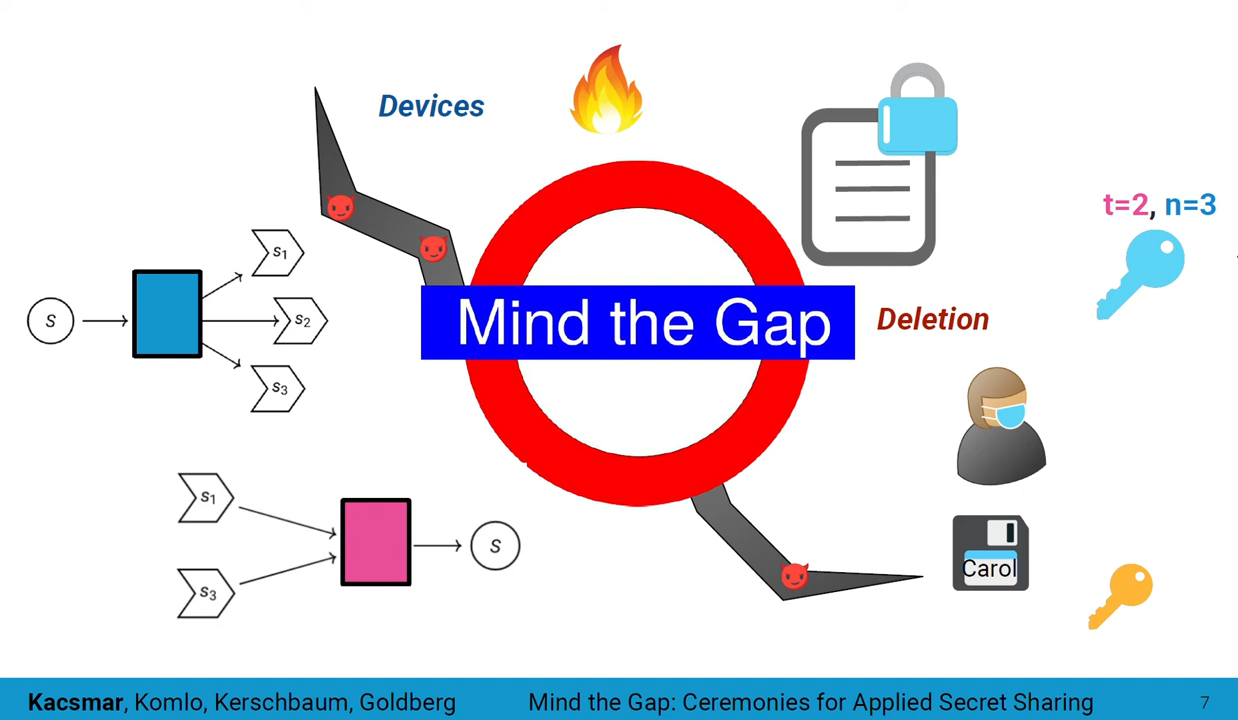 Devices
t=2, n=3
s1
S
s2
s3
Mind the Gap
Deletion
s1
S
s3
Carol
Kacsmar, Komlo, Kerschbaum, Goldberg
Mind the Gap: Ceremonies for Applied Secret Sharing
7